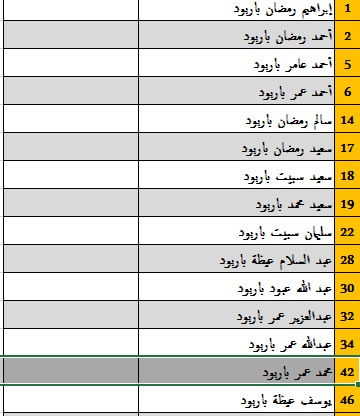 1 إبراهيم رمضان باربود
2 أحمد رمضان باربود
5 أحمد عامر باربود
6 أحمد عمر باربود
14 سالم رمضان باربود
17 سعيد رمضان باربود
18 سعيد سبيت باربود
19 سعيد محمد باربود
22 سليمان سبيت باربود
28 عبد السلام عيظة باربود
30 عبد الله عبود باربود
32 عبدالعزيز عمر باربود
34 عبدالله عمر باربود
42 محمد عمر باربود
46 يوسف عيظة باربود